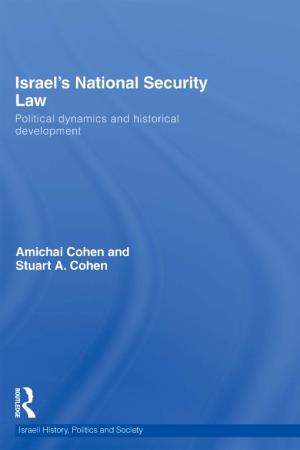 Israel's National Security
Law
Political dynamics and historical
development
Amichai Cohen and
Stuart A. Cohen
ROUTLEDGE
Israeli History, Politics and Society